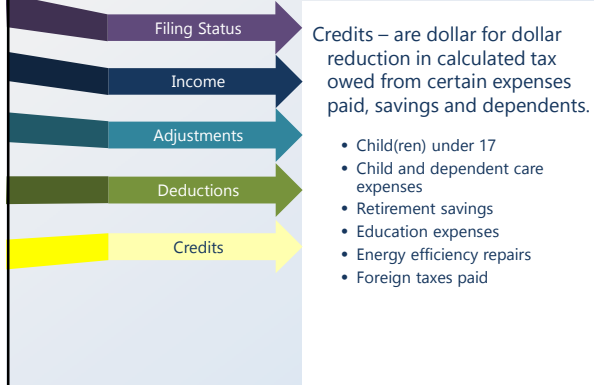 Filing Status
Income
Adjustments
Deductions
Credits
Credits – are dollar for dollar
reduction in calculated tax
owed from certain expenses
paid, savings and dependents.
• Child(ren) under 17
• Child and dependent care
expenses
• Retirement savings
• Education expenses
• Energy efficiency repairs
• Foreign taxes paid